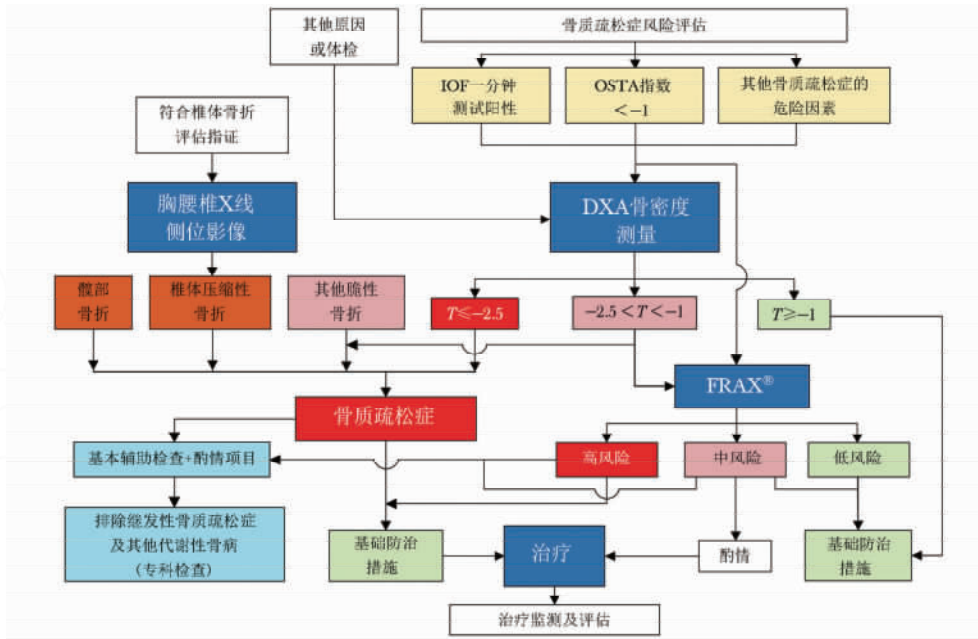 其他原因
或体检
骨质疏松症风险评估
IOF一分钟
测试阳性
OSTA指数
<-1
其他骨质疏松症的
危险因素
符合椎体骨折
评估指证
胸腰椎X线
侧位影像
DXA骨密度
测量
髋部
骨折
椎体压缩性
骨折
其他脆性
骨折
T≤-2.5
-2.5<T<-1
T≥-1
FRAX®
骨质疏松症
基本辅助检查+酌情项目
高风险
中风险
低风险
排除继发性骨质疏松症
及其他代谢性骨病
(专科检查)
基础防治
措施
治疗
酌情
基础防治
措施
治疗监测及评估